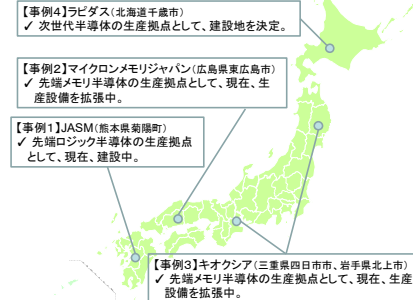 【事例4】ラピダス(北海道千歳市)
✓ 次世代半導体の生産拠点として、建設地を決定。
【事例2】マイクロンメモリジャパン(広島県東広島市)
✓ 先端メモリ半導体の生産拠点として、現在、生
産設備を拡張中。
【事例1】JASM(熊本県菊陽町)
✓ 先端ロジック半導体の生産拠点
として、現在、建設中。
【事例3】キオクシア(三重県四日市市、岩手県北上市)
✓ 先端メモリ半導体の生産拠点として、現在、生産
設備を拡張中。